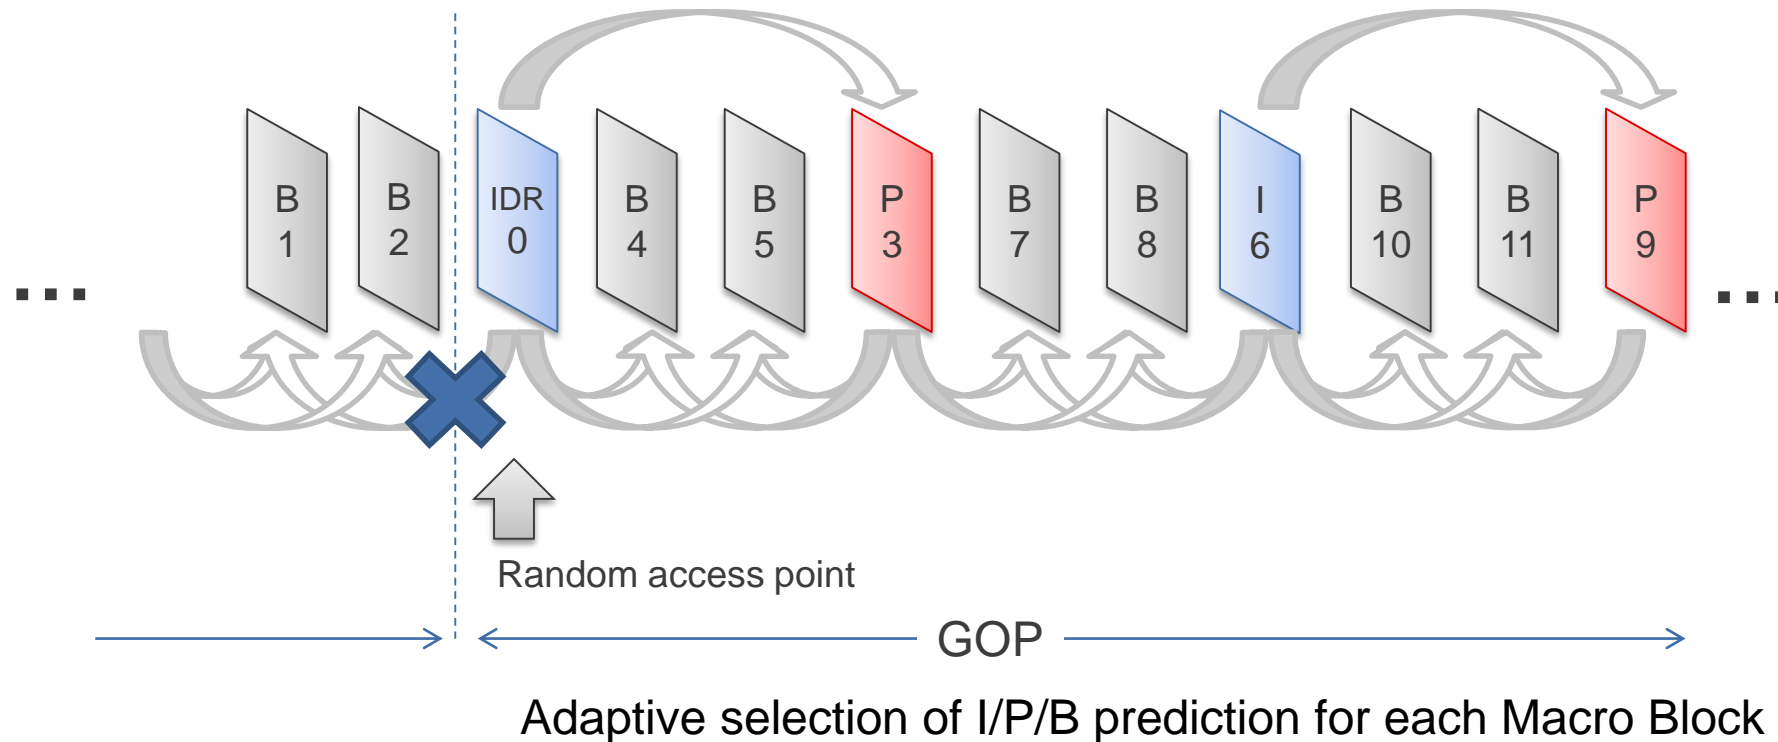 B B IDR B B P B B I B B P
1 2 0 4 5 3 7 8 6 10 11 9
... ...
Random access point
GOP
Adaptive selection of I/P/B prediction for each Macro Block